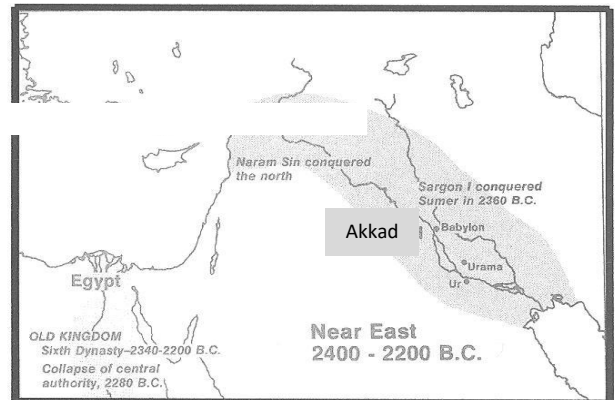 Naram Sin conquered
the north
Sargon I conquered
Sumer in 2360 B.C.
Akkad
Babylon
Urama
Ur
Egypt
OLD KINGDOM
Sixth Dynasty–2340-2200 B.C.
Collapse of central
authority, 2280 B.C.
Near East
2400 - 2200 B.C.